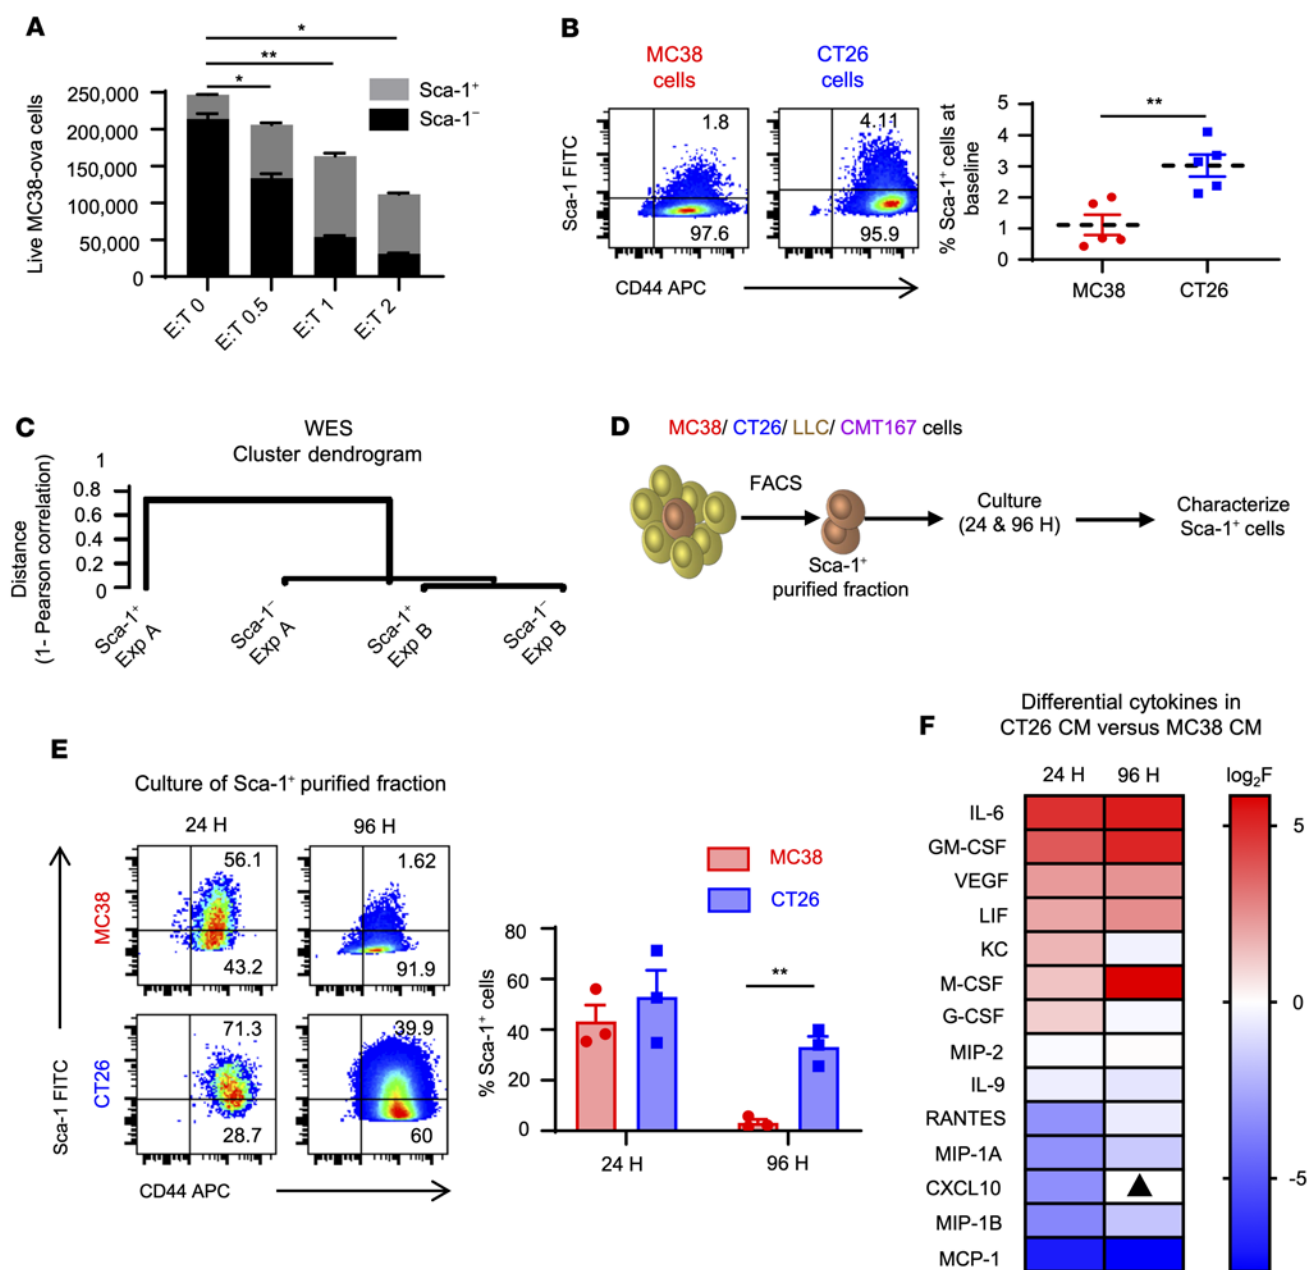 A
Live MC38-ova cells
250,000
200,000
150,000
100,000
50,000
0
*
**
*
Sca-1⁺
Sca-1⁻
E:T 0
E:T 0.5
E:T 1
E:T 2
B
MC38
cells
CT26
cells
Sca-1 FITC
1.8
97.6
4.11
95.9
CD44 APC
% Sca-1⁺ cells at
baseline
5
4
3
2
1
0
**
MC38
CT26
C
WES
Cluster dendrogram
Distance
(1- Pearson correlation)
1
0.8
0.6
0.4
0.2
0
Sca-1⁺
Exp A
Sca-1⁻
Exp A
Sca-1⁺
Exp B
Sca-1⁻
Exp B
D
MC38/ CT26/ LLC/ CMT167 cells
FACS
Sca-1⁺
purified fraction
Culture
(24 & 96 H)
Characterize
Sca-1⁺ cells
E
Culture of Sca-1⁺ purified fraction
24 H
96 H
MC38
56.1
43.2
1.62
91.9
CT26
71.3
28.7
39.9
60
Sca-1 FITC
CD44 APC
MC38
CT26
% Sca-1⁺ cells
80
60
40
20
0
**
24 H
96 H
F
Differential cytokines in
CT26 CM versus MC38 CM
24 H
96 H
log₂F
IL-6
GM-CSF
VEGF
LIF
KC
M-CSF
G-CSF
MIP-2
IL-9
RANTES
MIP-1A
CXCL10
MIP-1B
MCP-1
5
0
-5